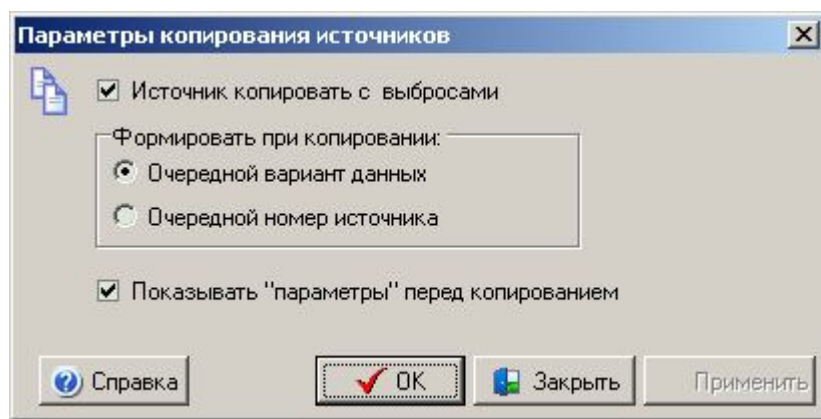 Параметры копирования источников
Источник копировать с выбросами
Формировать при копировании:
Очередной вариант данных
Очередной номер источника
Показывать "параметры" перед копированием
Справка
OK
Закрыть
Применить